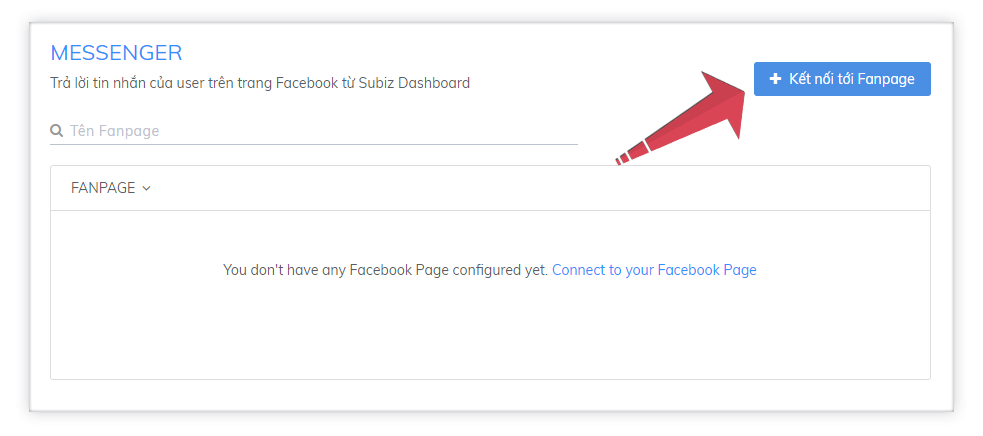 MESSENGER
Trả lời tin nhắn của user trên trang Facebook từ Subiz Dashboard
Kết nối tới Fanpage
Tên Fanpage
FANPAGE
You don't have any Facebook Page configured yet. Connect to your Facebook Page